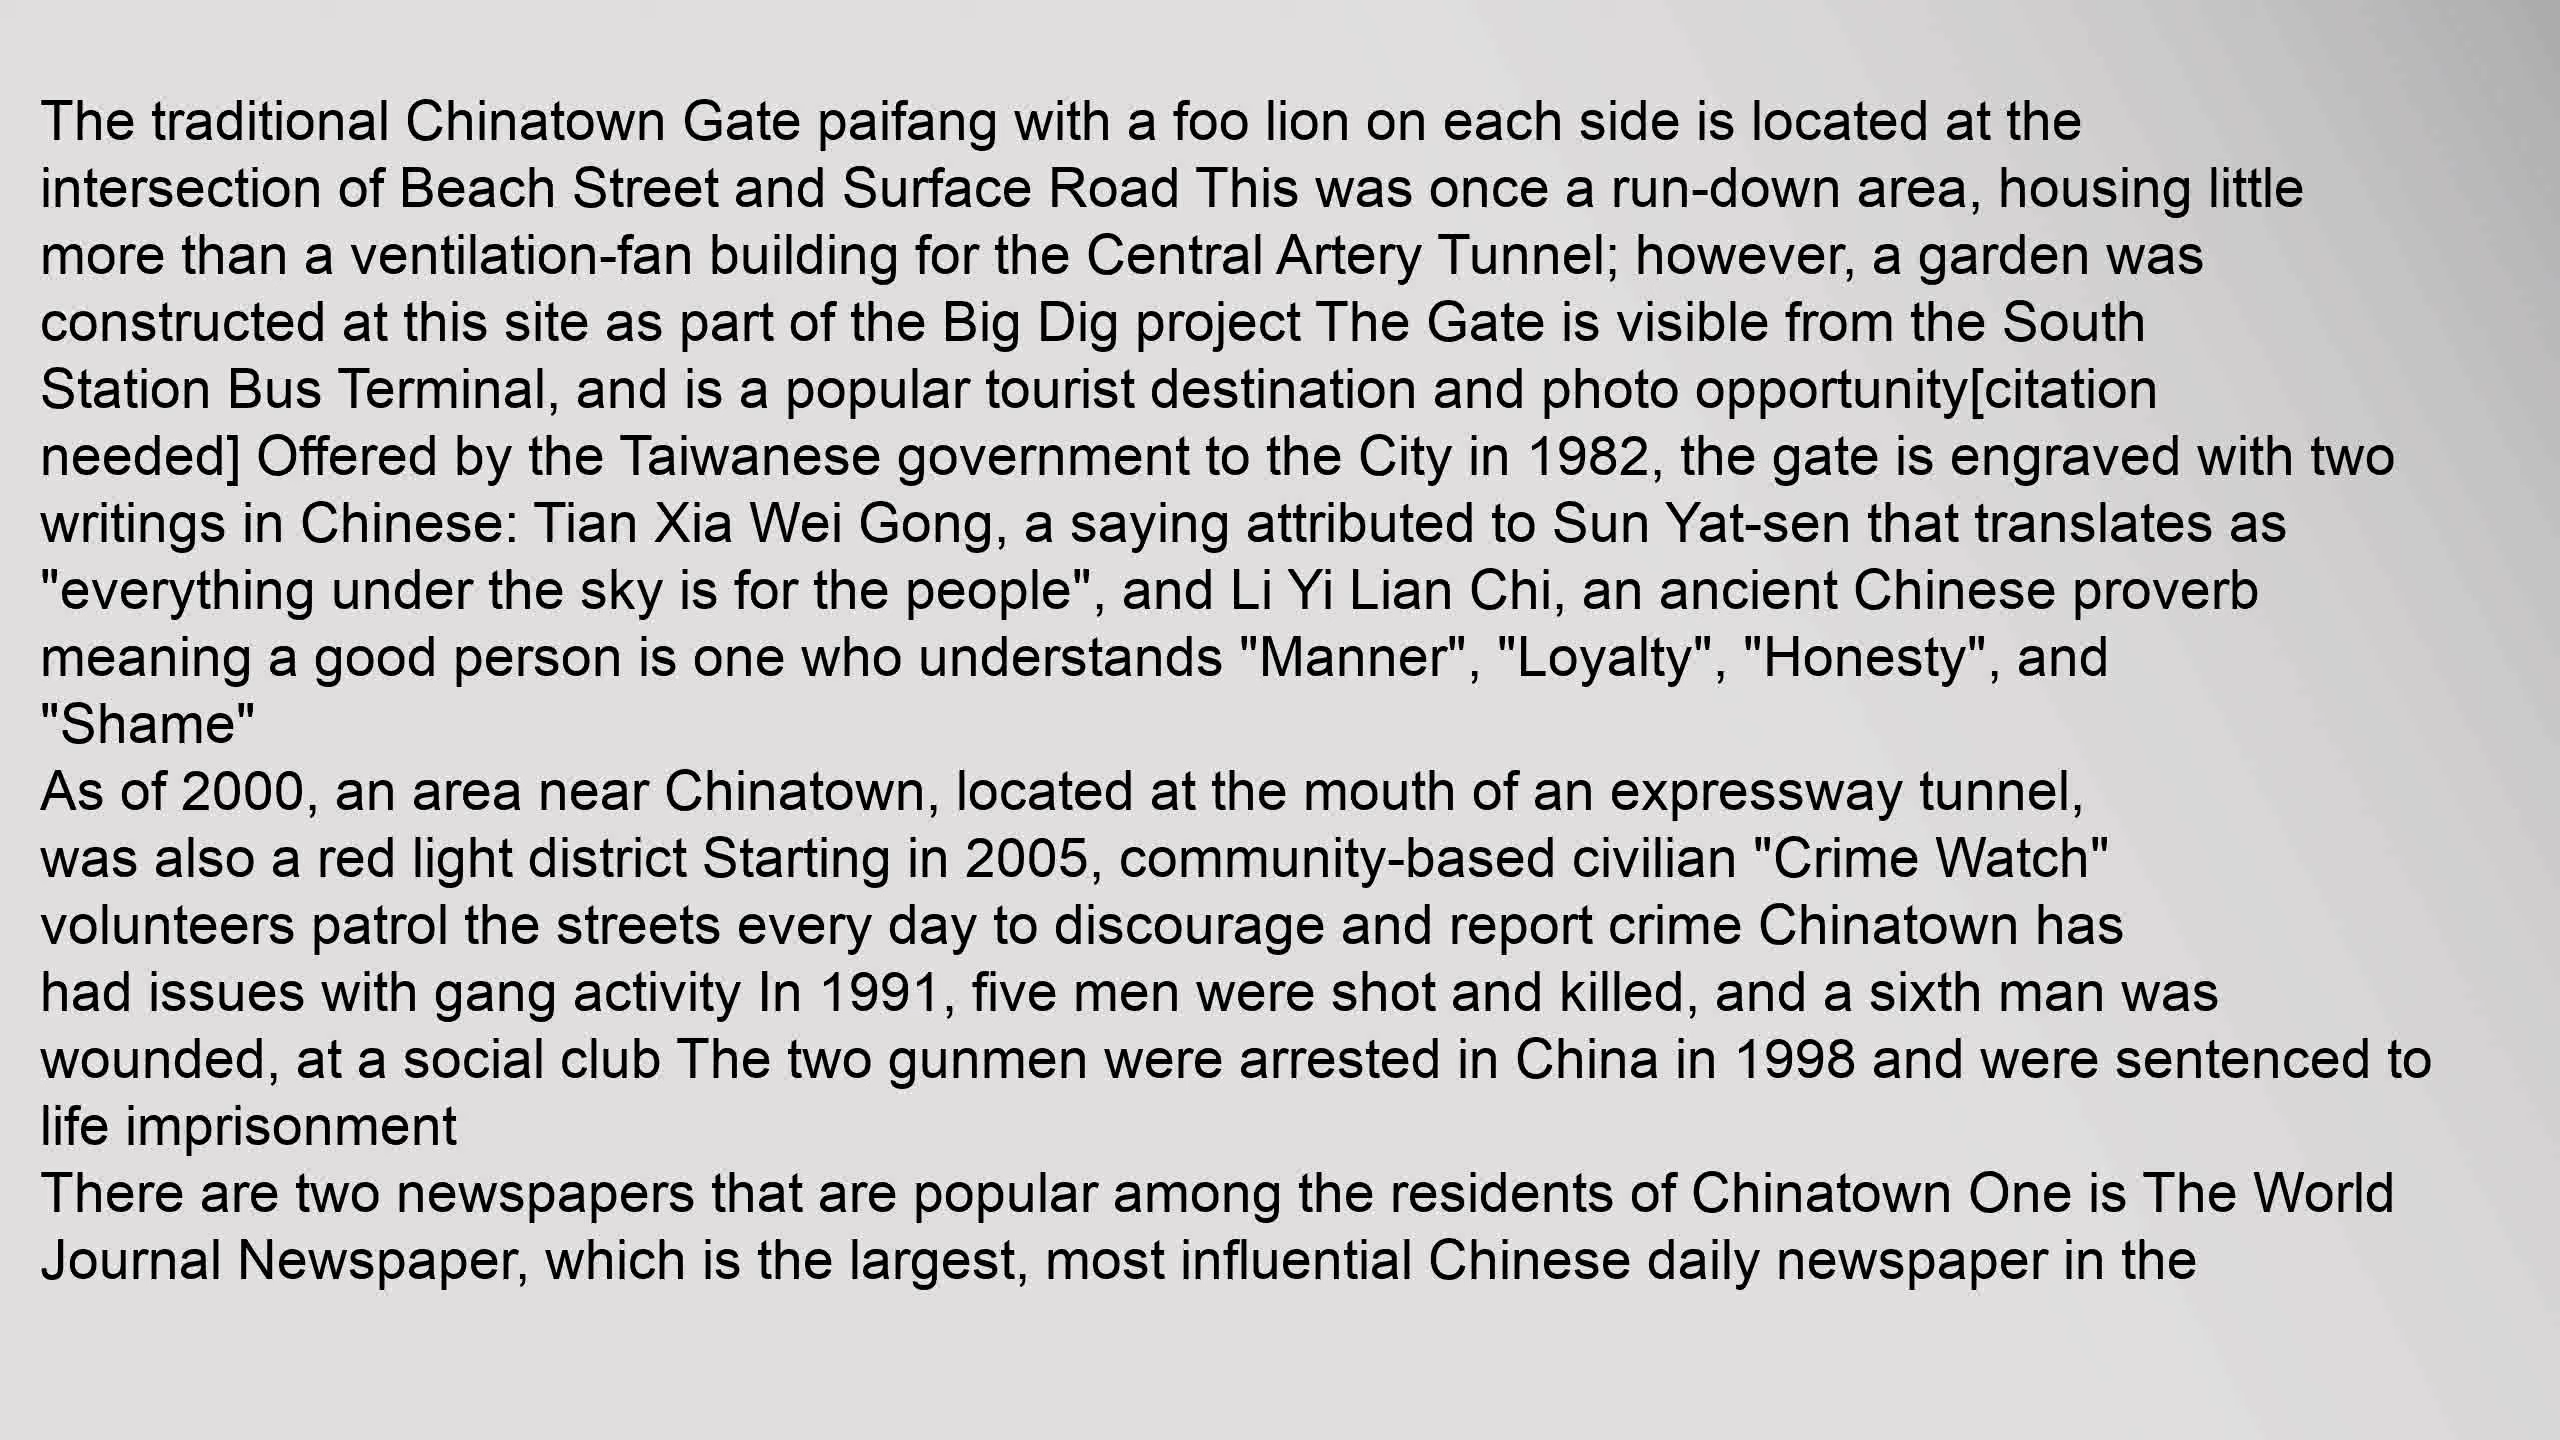 The traditional Chinatown Gate paifang with a foo lion on each side is located at the
intersection of Beach Street and Surface Road This was once a run-down area, housing little
more than a ventilation-fan building for the Central Artery Tunnel; however, a garden was
constructed at this site as part of the Big Dig project The Gate is visible from the South
Station Bus Terminal, and is a popular tourist destination and photo opportunity[citation
needed] Offered by the Taiwanese government to the City in 1982, the gate is engraved with two
writings in Chinese: Tian Xia Wei Gong, a saying attributed to Sun Yat-sen that translates as
"everything under the sky is for the people", and Li Yi Lian Chi, an ancient Chinese proverb
meaning a good person is one who understands "Manner", "Loyalty", "Honesty", and
"Shame"
As of 2000, an area near Chinatown, located at the mouth of an expressway tunnel,
was also a red light district Starting in 2005, community-based civilian "Crime Watch"
volunteers patrol the streets every day to discourage and report crime Chinatown has
had issues with gang activity In 1991, five men were shot and killed, and a sixth man was
wounded, at a social club The two gunmen were arrested in China in 1998 and were sentenced to
life imprisonment
There are two newspapers that are popular among the residents of Chinatown One is The World
Journal Newspaper, which is the largest, most influential Chinese daily newspaper in the